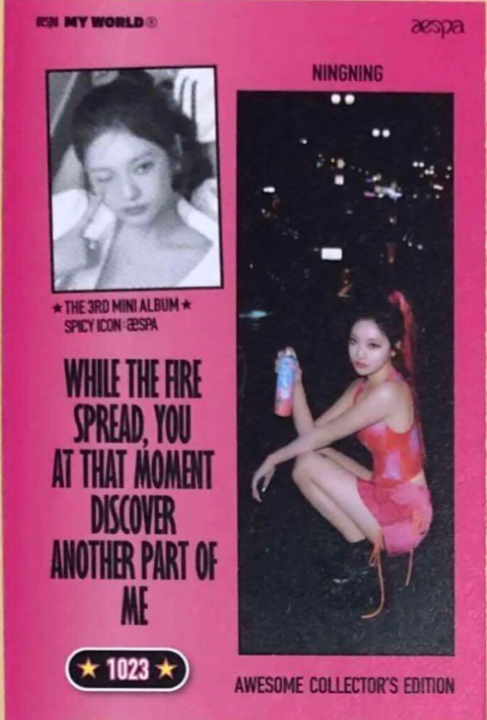 MY WORLD®
æspa
NINGNING
★ THE 3RD MINI ALBUM ★
SPICY ICON : æSPA
WHILE THE FIRE
SPREAD, YOU
AT THAT MOMENT
DISCOVER
ANOTHER PART OF
ME
★ 1023 ★
AWESOME COLLECTOR'S EDITION